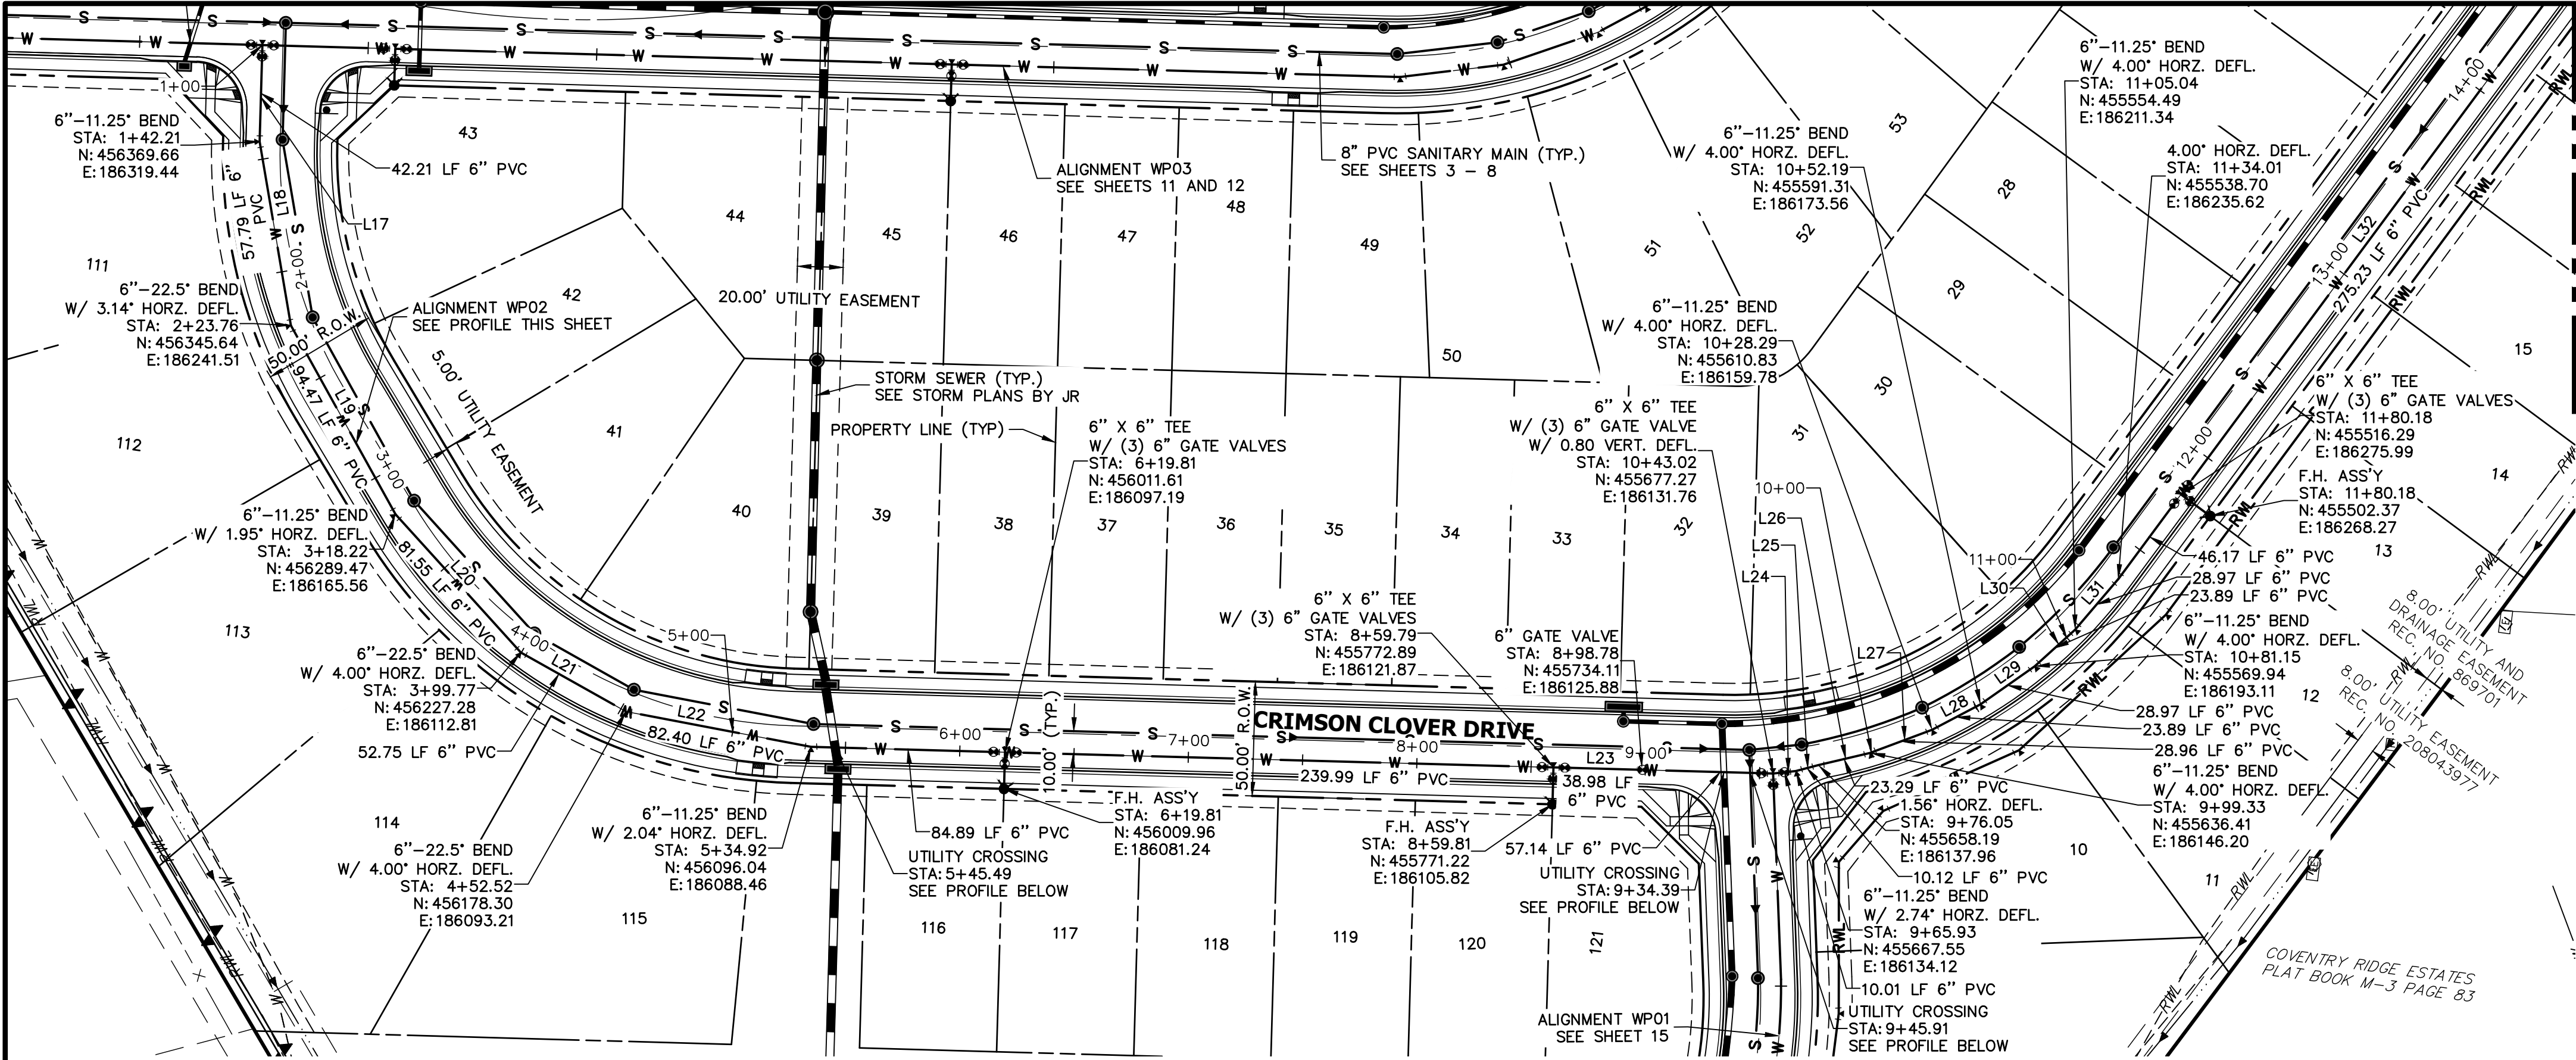 6"-11.25° BEND
STA: 1+42.21
N: 456369.66
E:186319.44
1+00
42.21 LF 6" PVC
L17
L18
57.79 LF 6"
PVC
2+00
43
44
45
46
47
48
49
50
51
52
53
28
29
30
31
32
33
34
35
36
37
38
39
40
41
42
111
112
113
114
115
116
117
118
119
120
121
10
11
12
13
14
15
ALIGNMENT WP03
SEE SHEETS 11 AND 12
8" PVC SANITARY MAIN (TYP.)
SEE SHEETS 3 - 8
6"-11.25° BEND
W/ 4.00° HORZ. DEFL.
STA: 10+52.19
N:455591.31
E:186173.56
6"-11.25° BEND
W/ 4.00° HORZ. DEFL.
STA: 11+05.04
N:455554.49
E:186211.34
4.00° HORZ. DEFL.
STA: 11+34.01
N:455538.70
E:186235.62
14+00
13+00
L32
275.23 LF 6" PVC
12+00
6"-22.5° BEND
W/ 3.14° HORZ. DEFL.
STA: 2+23.76
N:456345.64
E:186241.51
50.00' R.O.W.
ALIGNMENT WP02
SEE PROFILE THIS SHEET
94.47 LF 6" PVC
L19
3+00
5.00' UTILITY EASEMENT
20.00' UTILITY EASEMENT
STORM SEWER (TYP.)
SEE STORM PLANS BY JR
PROPERTY LINE (TYP)
6" X 6" TEE
W/ (3) 6" GATE VALVES
STA: 6+19.81
N:456011.61
E:186097.19
6"-11.25° BEND
W/ 4.00° HORZ. DEFL.
STA: 10+28.29
N:455610.83
E:186159.78
6" X 6" TEE
W/ (3) 6" GATE VALVE
W/ 0.80 VERT. DEFL.
STA: 10+43.02
N:455677.27
E:186131.76
10+00
L26
L25
L24
L27
L28
L29
L30
L31
11+00
6" X 6" TEE
W/ (3) 6" GATE VALVES
STA: 11+80.18
N:455516.29
E:186275.99
F.H. ASS'Y
STA: 11+80.18
N:455502.37
E:186268.27
46.17 LF 6" PVC
28.97 LF 6" PVC
23.89 LF 6" PVC
6"-11.25° BEND
W/ 4.00° HORZ. DEFL.
STA: 10+81.15
N:455569.94
E:186193.11
28.97 LF 6" PVC
23.89 LF 6" PVC
28.96 LF 6" PVC
6"-11.25° BEND
W/ 4.00° HORZ. DEFL.
STA: 9+99.33
N:455636.41
E:186146.20
8.00' UTILITY AND
DRAINAGE EASEMENT
REC. NO. 869701
8.00' UTILITY EASEMENT
REC. NO. 208043977
6"-11.25° BEND
W/ 1.95° HORZ. DEFL.
STA: 3+18.22
N:456289.47
E:186165.56
81.55 LF 6" PVC
L20
6"-22.5° BEND
W/ 4.00° HORZ. DEFL.
STA: 3+99.77
N:456227.28
E:186112.81
4+00
L21
52.75 LF 6" PVC
6"-22.5° BEND
W/ 4.00° HORZ. DEFL.
STA: 4+52.52
N:456178.30
E:186093.21
L22
82.40 LF 6" PVC
5+00
6"-11.25° BEND
W/ 2.04° HORZ. DEFL.
STA: 5+34.92
N:456096.04
E:186088.46
6+00
84.89 LF 6" PVC
UTILITY CROSSING
STA:5+45.49
SEE PROFILE BELOW
10.00' (TYP.)
F.H. ASS'Y
STA: 6+19.81
N:456009.96
E:186081.24
7+00
50.00' R.O.W.
CRIMSON CLOVER DRIVE
8+00
239.99 LF 6" PVC
6" X 6" TEE
W/ (3) 6" GATE VALVES
STA: 8+59.79
N:455772.89
E:186121.87
6" GATE VALVE
STA: 8+98.78
N:455734.11
E:186125.88
L23
9+00
38.98 LF
6" PVC
F.H. ASS'Y
STA: 8+59.81
N:455771.22
E:186105.82
57.14 LF 6" PVC
UTILITY CROSSING
STA:9+34.39
SEE PROFILE BELOW
23.29 LF 6" PVC
1.56° HORZ. DEFL.
STA: 9+76.05
N:455658.19
E:186137.96
10.12 LF 6" PVC
6"-11.25° BEND
W/ 2.74° HORZ. DEFL.
STA: 9+65.93
N:455667.55
E:186134.12
10.01 LF 6" PVC
UTILITY CROSSING
STA:9+45.91
SEE PROFILE BELOW
ALIGNMENT WP01
SEE SHEET 15
COVENTRY RIDGE ESTATES
PLAT BOOK M-3 PAGE 83